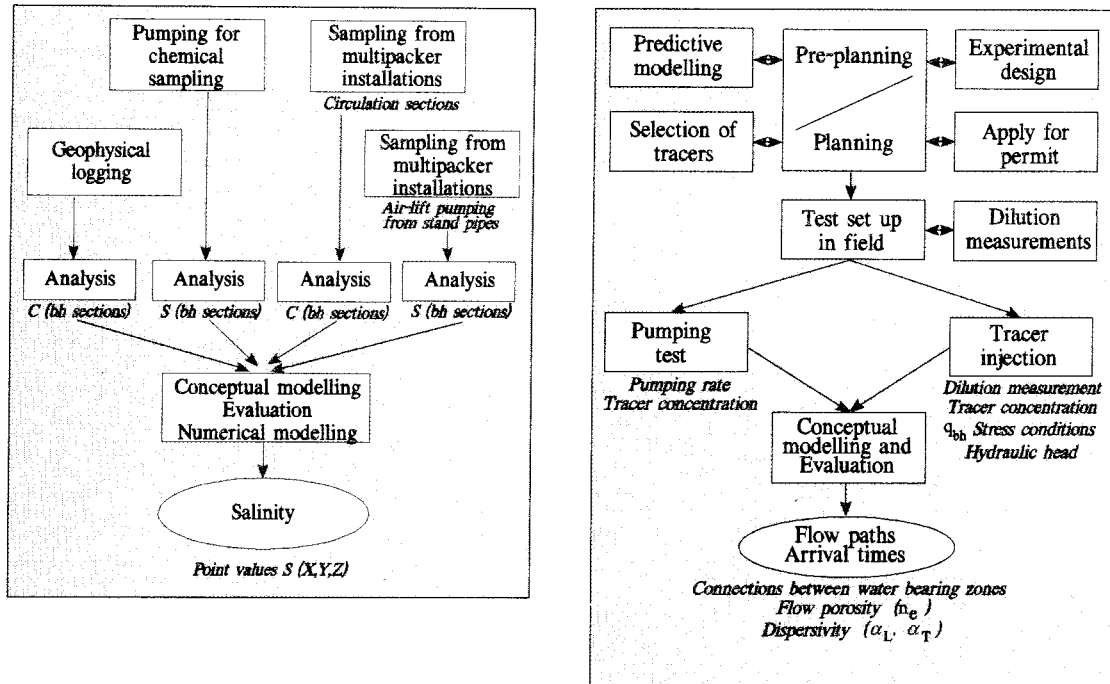 Pumping for
chemical
sampling
Sampling from
multipacker
installations
Circulation sections
Geophysical
logging
Sampling from
multipacker
installations
Air-lift pumping
from stand pipes
Analysis
C (bh sections)
Analysis
S (bh sections)
Analysis
C (bh sections)
Analysis
S (bh sections)
Conceptual modelling
Evaluation
Numerical modelling
Salinity
Point values S (X,Y,Z)
Predictive
modelling
Pre-planning
Experimental
design
Selection of
tracers
Planning
Apply for
permit
Test set up
in field
Dilution
measurements
Pumping
test
Pumping rate
Tracer concentration
Tracer
injection
Dilution measurement
Tracer concentration
q_bh Stress conditions
Hydraulic head
Conceptual
modelling and
Evaluation
Flow paths
Arrival times
Connections between water bearing zones
Flow porosity (n_e)
Dispersivity (α_L, α_T)